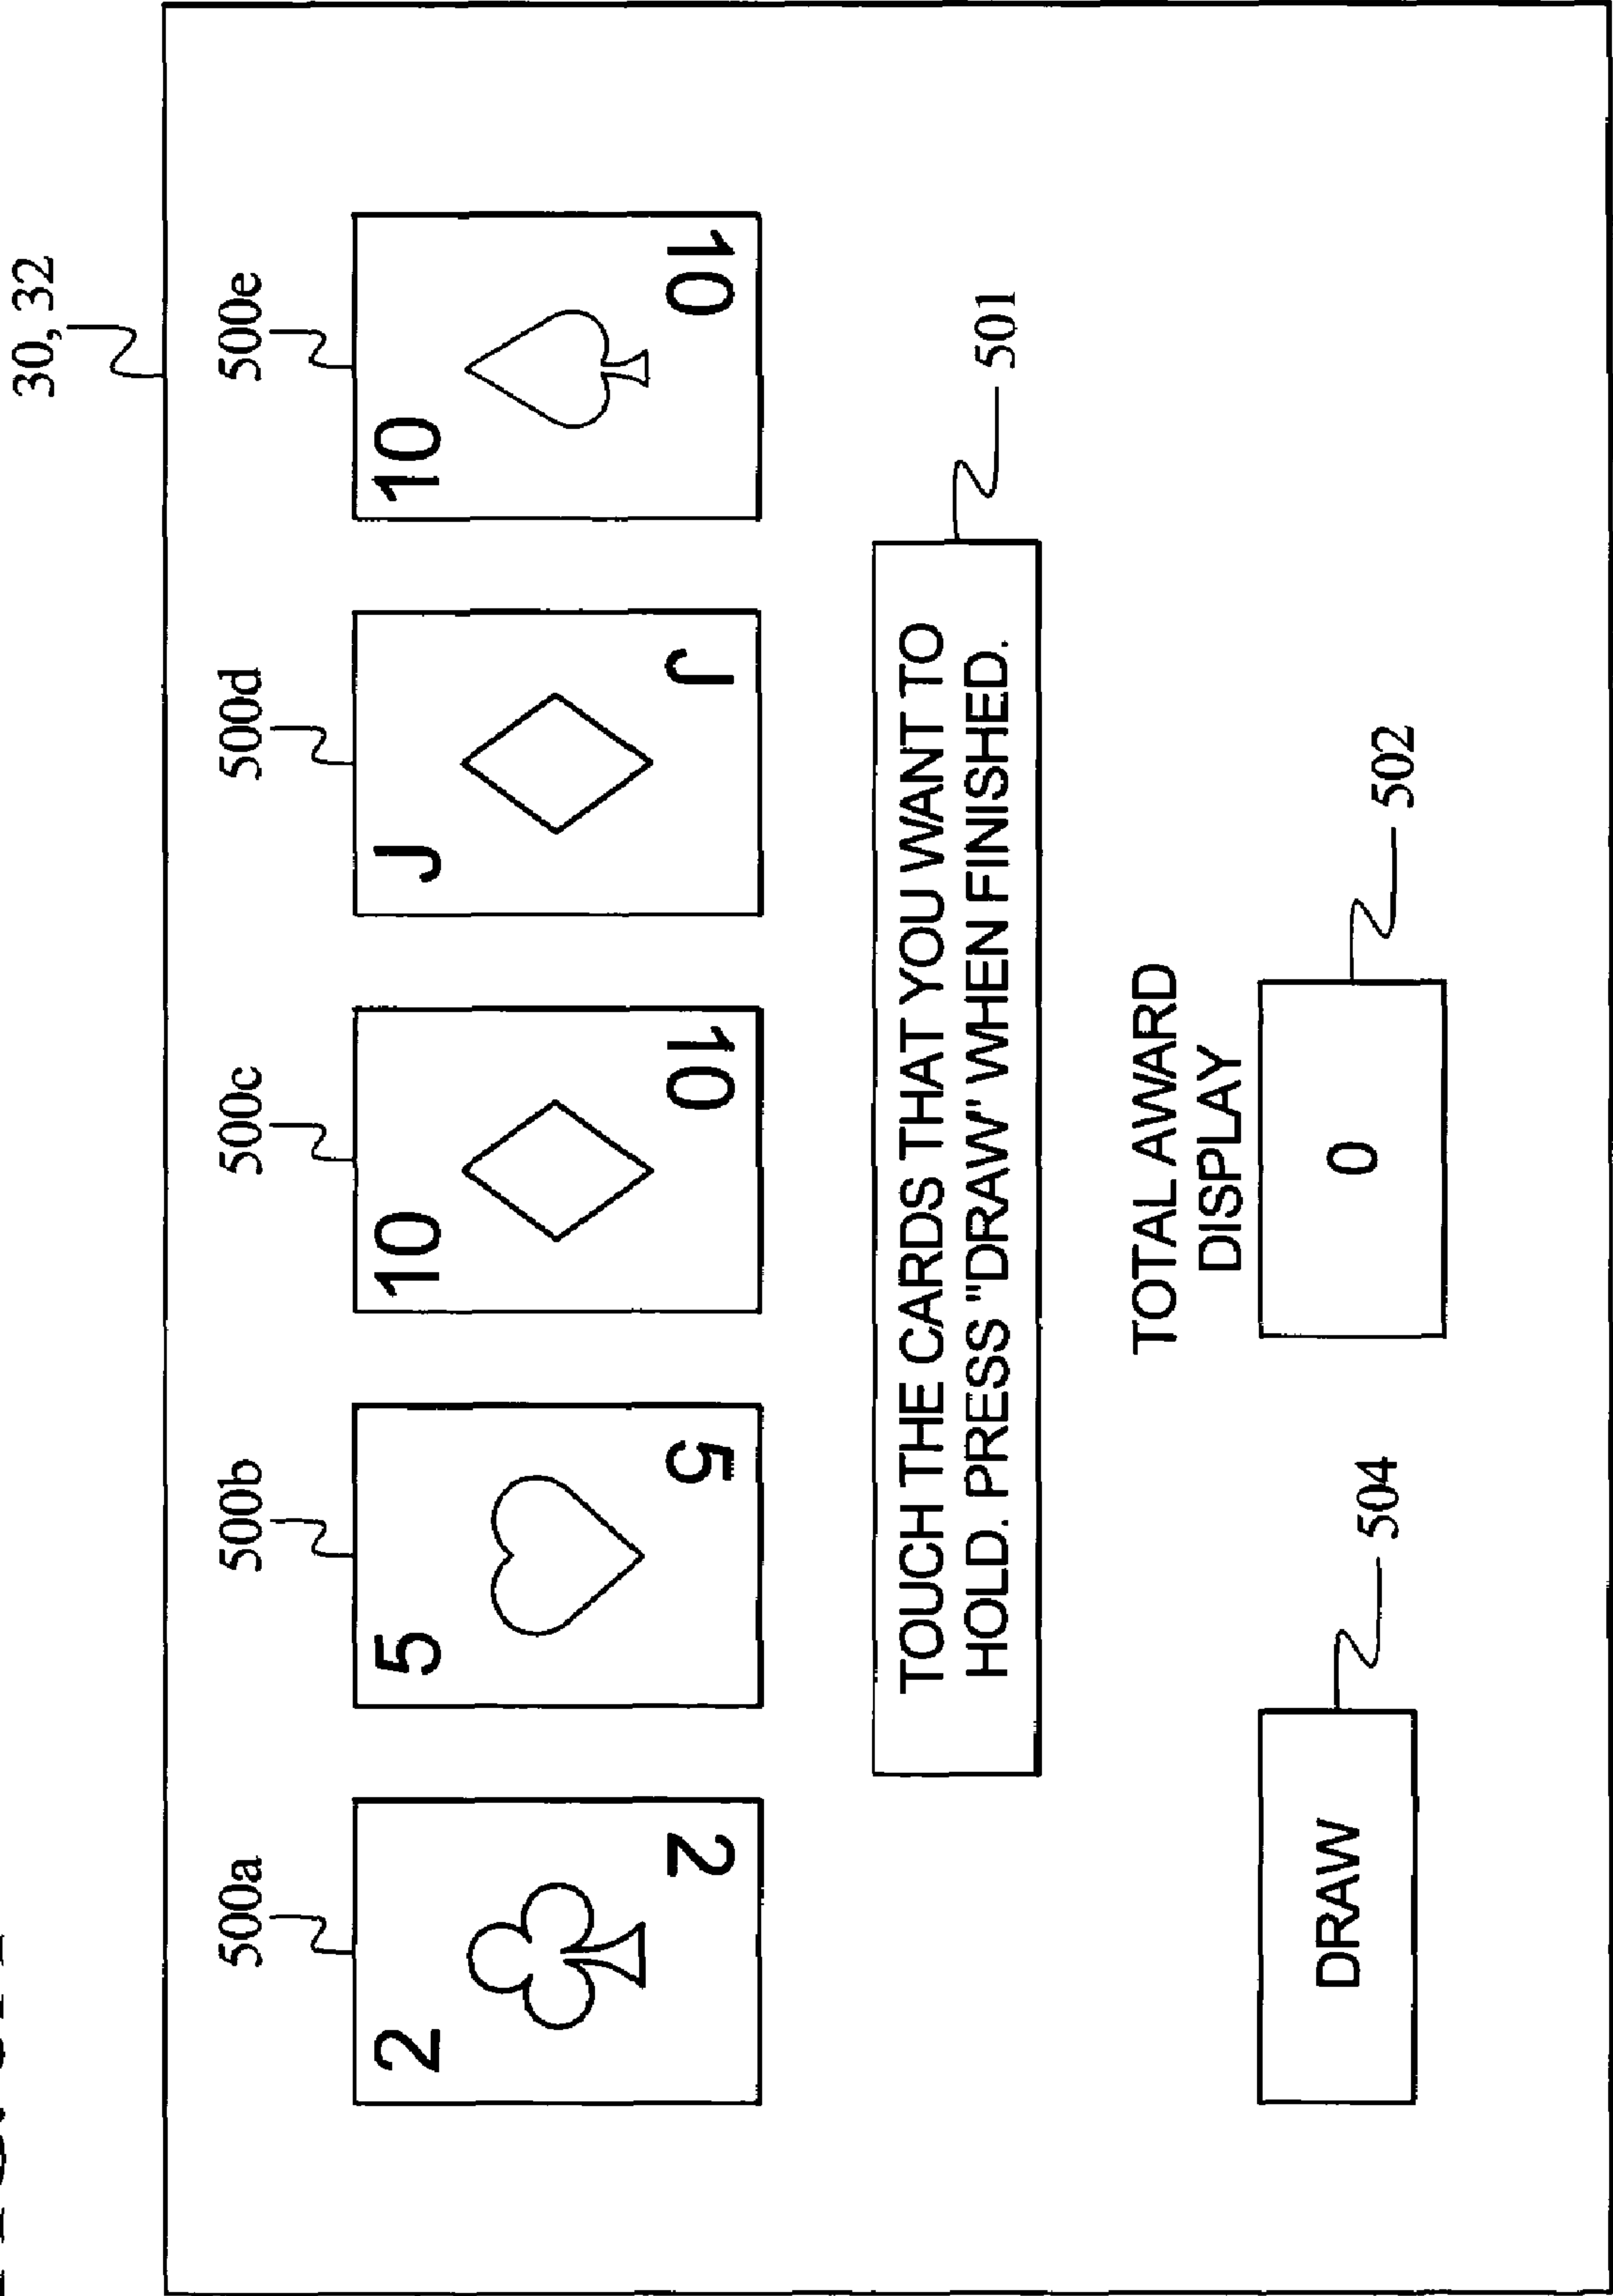 30, 32
500a
500b
500c
500d
500e
2
5
10
J
10
2
5
10
J
10
TOUCH THE CARDS THAT YOU WANT TO
HOLD. PRESS "DRAW" WHEN FINISHED.
501
TOTAL AWARD
DISPLAY
DRAW
504
0
502